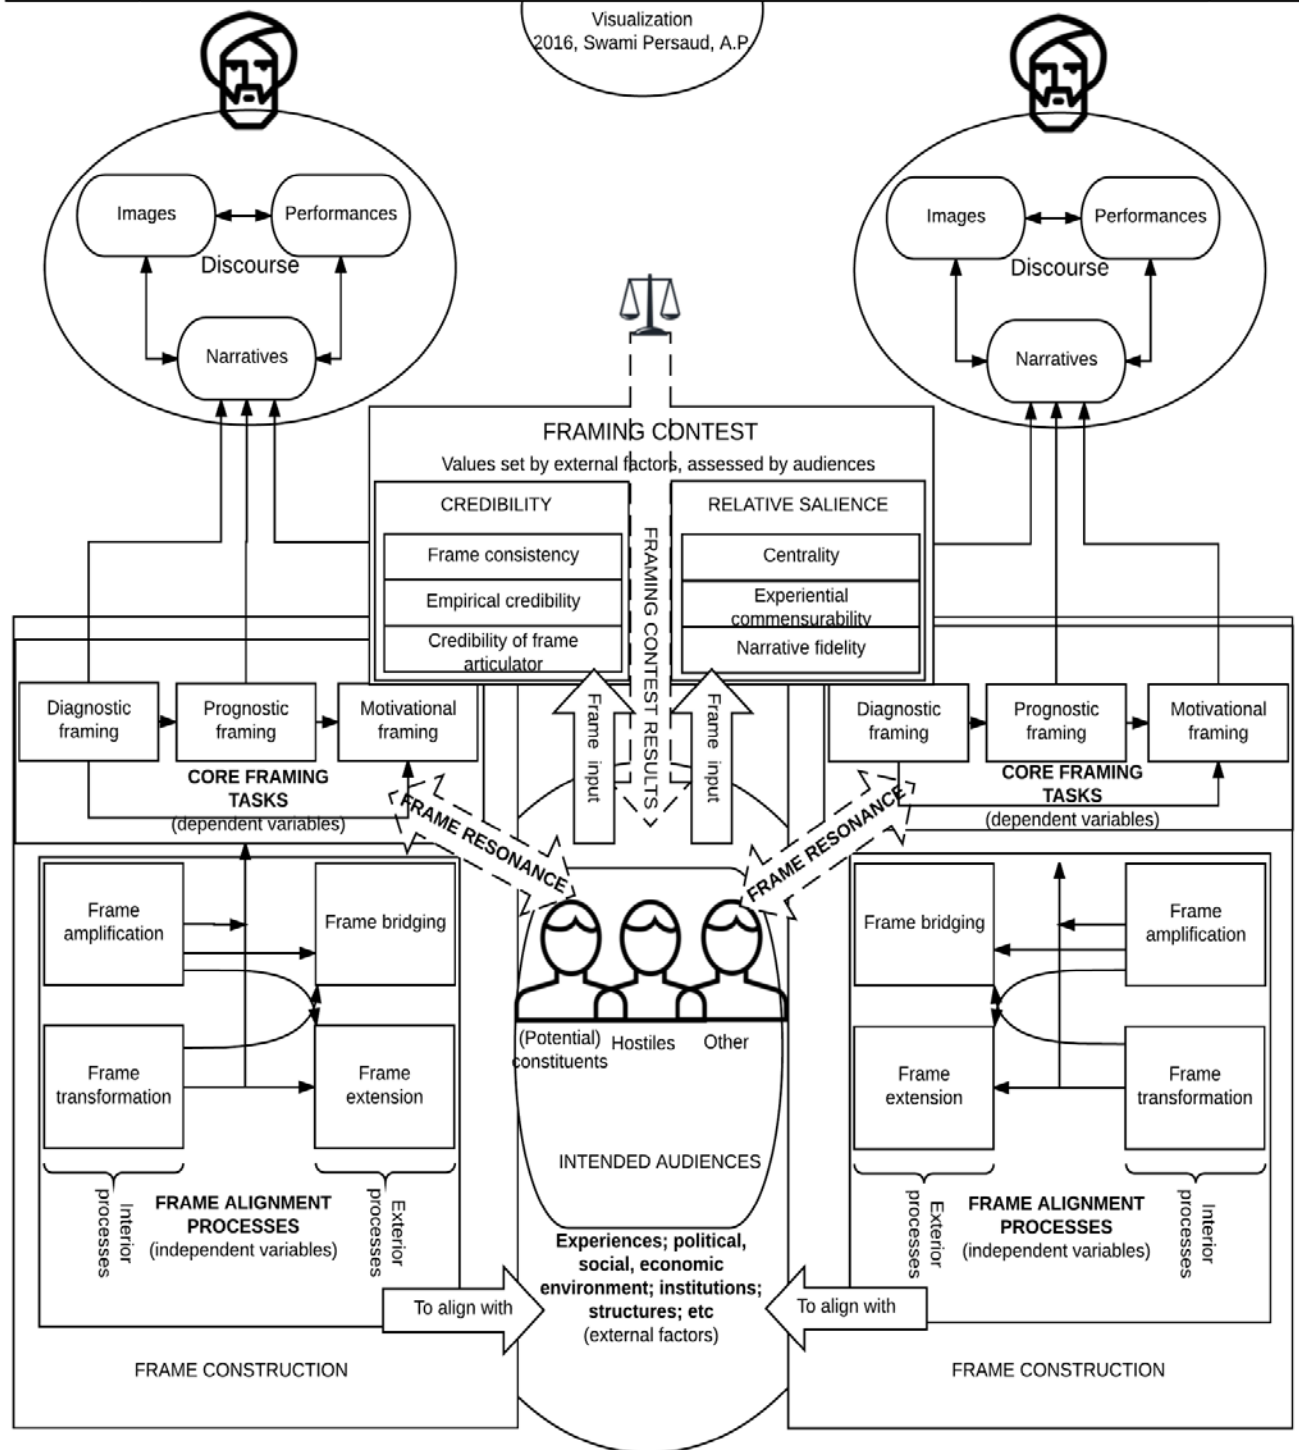 Visualization
2016, Swami Persaud, A.P.
Images
Performances
Discourse
Narratives
Images
Performances
Discourse
Narratives
FRAMING CONTEST
Values set by external factors, assessed by audiences
CREDIBILITY
Frame consistency
Empirical credibility
Credibility of frame
articulator
RELATIVE SALIENCE
Centrality
Experiential
commensurability
Narrative fidelity
FRAMING CONTEST RESULTS
Frame input
Frame input
Diagnostic
framing
Prognostic
framing
Motivational
framing
CORE FRAMING
TASKS
(dependent variables)
Diagnostic
framing
Prognostic
framing
Motivational
framing
CORE FRAMING
TASKS
(dependent variables)
FRAME RESONANCE
FRAME RESONANCE
Frame
amplification
Frame bridging
Frame
transformation
Frame
extension
Interior
processes
FRAME ALIGNMENT
PROCESSES
(independent variables)
Exterior
processes
To align with
FRAME CONSTRUCTION
(Potential)
constituents
Hostiles
Other
INTENDED AUDIENCES
Experiences; political,
social, economic
environment; institutions;
structures; etc
(external factors)
Frame bridging
Frame
amplification
Frame
extension
Frame
transformation
Exterior
processes
FRAME ALIGNMENT
PROCESSES
(independent variables)
Interior
processes
To align with
FRAME CONSTRUCTION